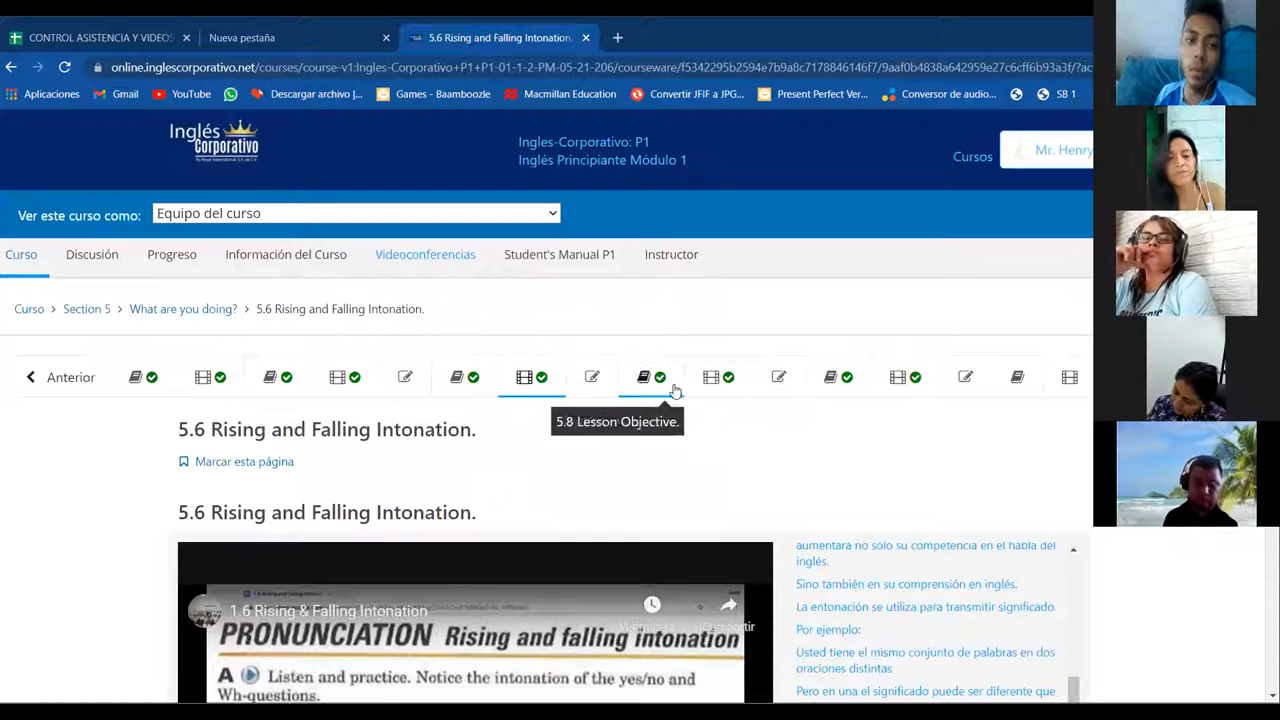 CONTROL ASISTENCIA Y VIDEOS
Nueva pestaña
5.6 Rising and Falling Intonation.
online.inglescorporativo.net/courses/course-v1:Ingles-Corporativo+P1+P1-01-1-2-PM-05-21-206/courseware/f5342295b2594e7b9a8c7178846146f7/9aaf0b4838a642959e27c6cff6b93a3f/?ac
Aplicaciones
Gmail
YouTube
Descargar archivo |...
Games - Baamboozle
Macmillan Education
Convertir JFIF a JPG...
Present Perfect Ver...
Conversor de audio...
SB 1
Inglés
Corporativo
Ingles-Corporativo: P1
Inglés Principiante Módulo 1
Cursos
Mr. Henry
Ver este curso como:
Equipo del curso
Curso
Discusión
Progreso
Información del Curso
Videoconferencias
Student's Manual P1
Instructor
Curso > Section 5 > What are you doing? > 5.6 Rising and Falling Intonation.
Anterior
5.8 Lesson Objective.
5.6 Rising and Falling Intonation.
Marcar esta página
5.6 Rising and Falling Intonation.
1.6 Rising & Falling Intonation
PRONUNCIATION Rising and falling intonation
A Listen and practice. Notice the intonation of the yes/no and
Wh-questions.
aumentará no sólo su competencia en el habla del
inglés.
Sino también en su comprensión en inglés.
La entonación se utiliza para transmitir significado
Por ejemplo:
Usted tiene el mismo conjunto de palabras en dos
oraciones distintas
Pero en una el significado puede ser diferente que